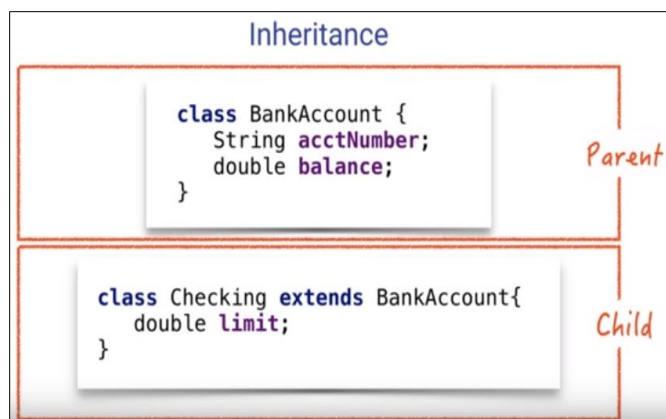 Inheritance
class BankAccount {
String acctNumber;
double balance;
}
Parent
class Checking extends BankAccount{
double limit;
}
Child